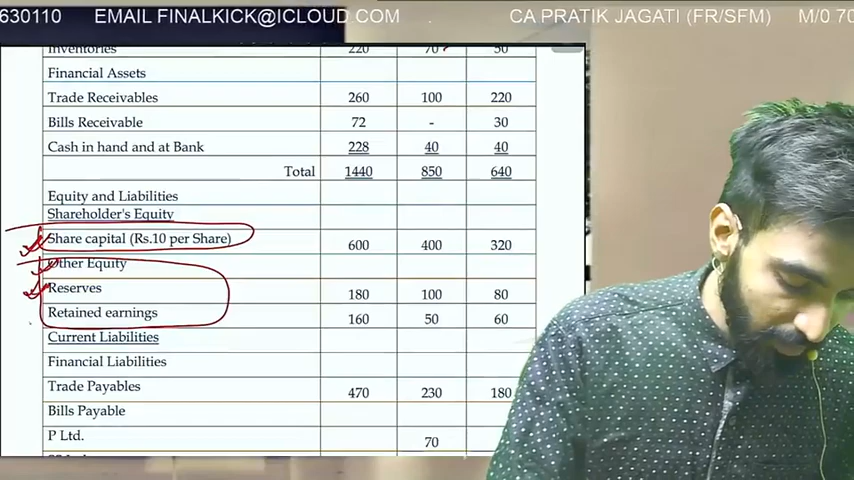 630110 EMAIL FINALKICK@ICLOUD.COM CA PRATIK JAGATI (FR/SFM) M/0 70
Inventories 220 70 50
Financial Assets
Trade Receivables 260 100 220
Bills Receivable 72 - 30
Cash in hand and at Bank 228 40 40
Total 1440 850 640
Equity and Liabilities
Shareholder's Equity
Share capital (Rs.10 per Share) 600 400 320
Other Equity
Reserves 180 100 80
Retained earnings 160 50 60
Current Liabilities
Financial Liabilities
Trade Payables 470 230 180
Bills Payable
P Ltd. 70